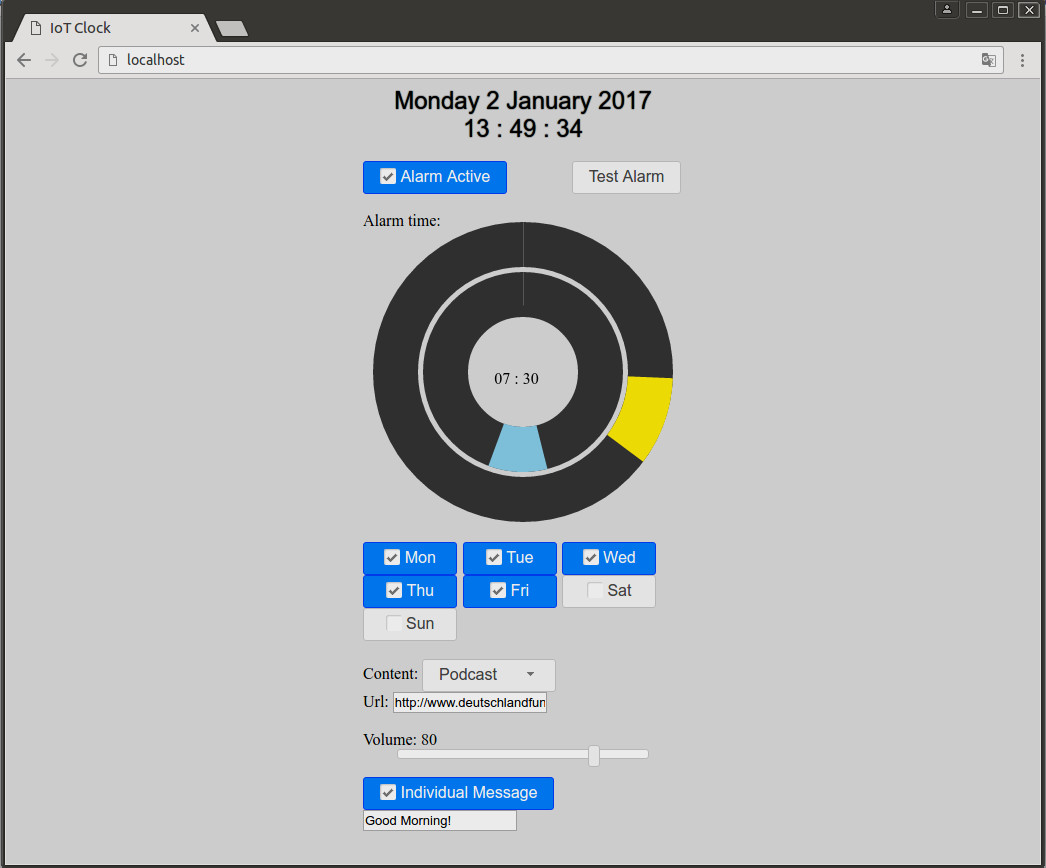 IoT Clock
localhost
Monday 2 January 2017
13 : 49 : 34
Alarm Active Test Alarm
Alarm time:
07 : 30
Mon Tue Wed
Thu Fri Sat
Sun
Content: Podcast
Url: http://www.deutschlandfun
Volume: 80
Individual Message
Good Morning!